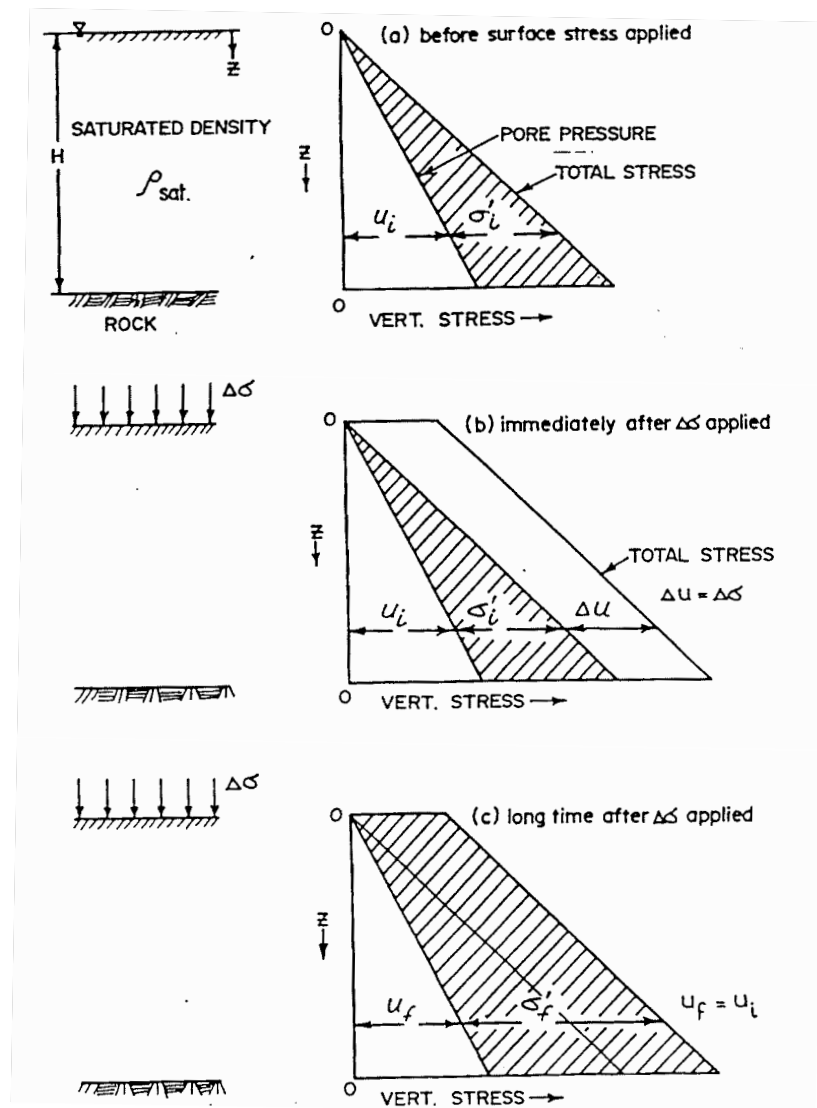 O
(a) before surface stress applied
Z
SATURATED DENSITY
PORE PRESSURE
H
Z
TOTAL STRESS
ρsat.
ui
σ'i
O
ROCK
VERT. STRESS
Δσ
O
(b) immediately after Δσ applied
Z
TOTAL STRESS
Δu = Δσ
ui
σ'i
Δu
O
VERT. STRESS
Δσ
O
(c) long time after Δσ applied
Z
uf
σ'f
uf = ui
O
VERT. STRESS